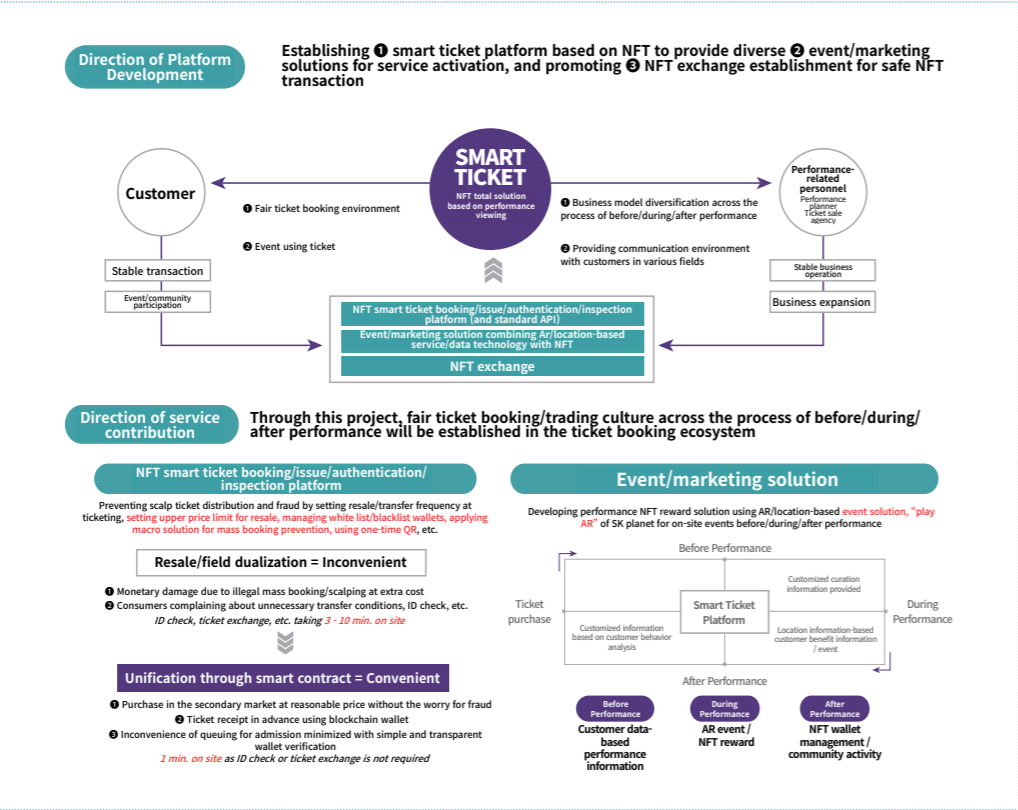 Direction of Platform
Development
Establishing ❶ smart ticket platform based on NFT to provide diverse ❷ event/marketing
solutions for service activation, and promoting ❸ NFT exchange establishment for safe NFT
transaction
Customer
SMART
TICKET
NFT total solution
based on performance
viewing
Performance-
related
personnel
Performance
planner
Ticket sale
agency
❶ Fair ticket booking environment
❷ Event using ticket
❶ Business model diversification across the
process of before/during/after performance
❷ Providing communication environment
with customers in various fields
Stable transaction
Event/community
participation
Stable business
operation
Business expansion
NFT smart ticket booking/issue/authentication/inspection
platform (and standard API)
Event/marketing solution combining Ar/location-based
service/data technology with NFT
NFT exchange
Direction of service
contribution
Through this project, fair ticket booking/trading culture across the process of before/during/
after performance will be established in the ticket booking ecosystem
NFT smart ticket booking/issue/authentication/
inspection platform
Preventing scalp ticket distribution and fraud by setting resale/transfer frequency at
ticketing, setting upper price limit for resale, managing white list/blacklist wallets, applying
macro solution for mass booking prevention, using one-time QR, etc.
Resale/field dualization = Inconvenient
❶ Monetary damage due to illegal mass booking/scalping at extra cost
❷ Consumers complaining about unnecessary transfer conditions, ID check, etc.
ID check, ticket exchange, etc. taking 3 - 10 min. on site
Unification through smart contract = Convenient
❶ Purchase in the secondary market at reasonable price without the worry for fraud
❷ Ticket receipt in advance using blockchain wallet
❸ Inconvenience of queuing for admission minimized with simple and transparent
wallet verification
1 min. on site as ID check or ticket exchange is not required
Event/marketing solution
Developing performance NFT reward solution using AR/location-based event solution, "play
AR" of SK planet for on-site events before/during/after performance
Before Performance
Customized curation
information provided
Ticket
purchase
Smart Ticket
Platform
During
Performance
Customized information
based on customer behavior
analysis
Location information-based
customer benefit information
/ event
After Performance
Before
Performance
Customer data-
based
performance
information
During
Performance
AR event /
NFT reward
After
Performance
NFT wallet
management /
community activity